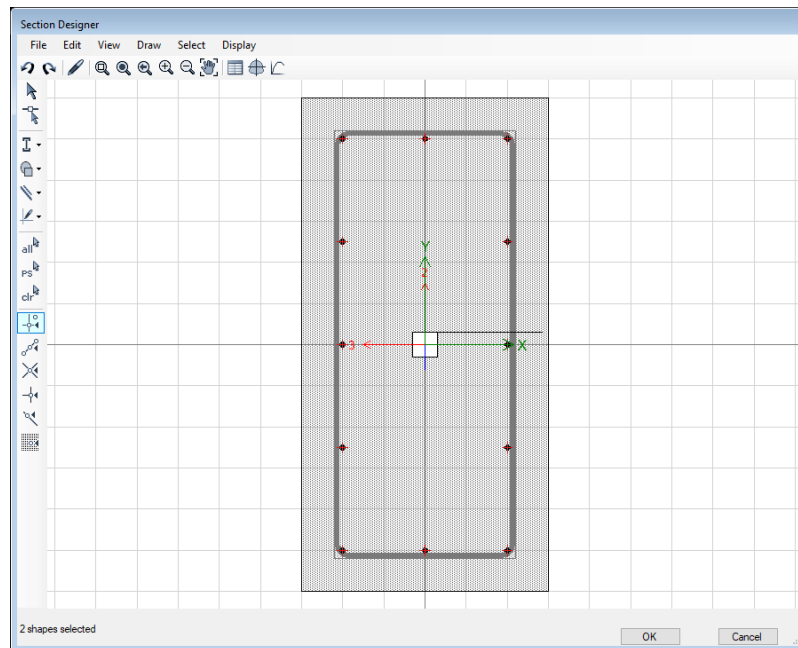 Section Designer
File Edit View Draw Select Display
all
PS
clr
Y
2
3 X
2 shapes selected
OK Cancel